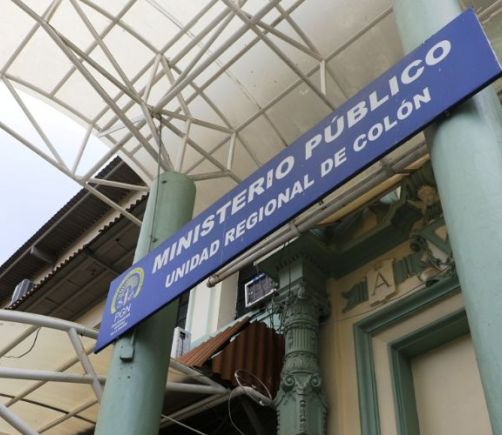 MINISTERIO PÚBLICO
UNIDAD REGIONAL DE COLÓN
PGN
A